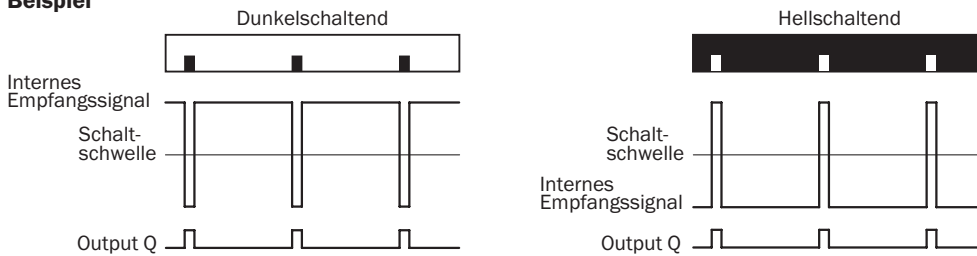 Beispiel
Dunkelschaltend
Internes
Empfangssignal
Schalt-
schwelle
Output Q
Hellschaltend
Schalt-
schwelle
Internes
Empfangssignal
Output Q